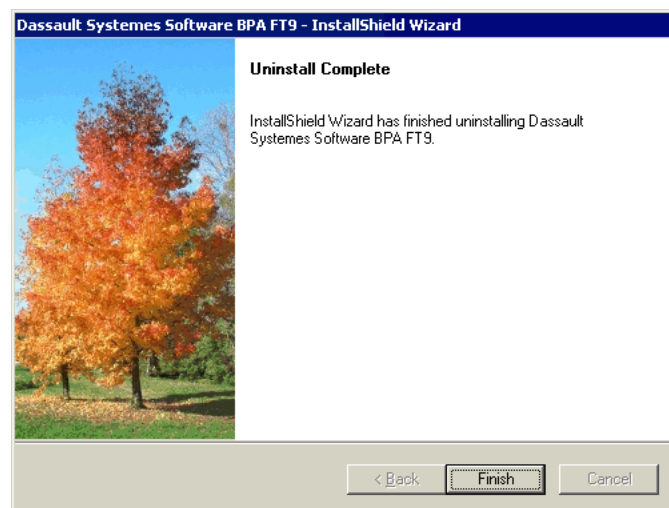 Dassault Systemes Software BPA FT9 - InstallShield Wizard
Uninstall Complete
InstallShield Wizard has finished uninstalling Dassault
Systemes Software BPA FT9.
< Back
Finish
Cancel